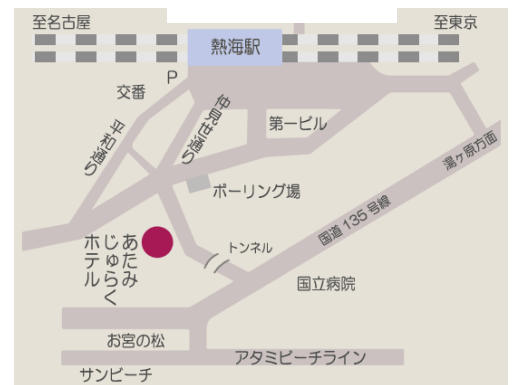 至名古屋
至東京
熱海駅
P
交番
仲見世通り
平和通り
第一ビル
湯ヶ原方面
ボーリング場
国道135号線
あたみ
じゅらく
ホテル
トンネル
国立病院
お宮の松
アタミビーチライン
サンビーチ